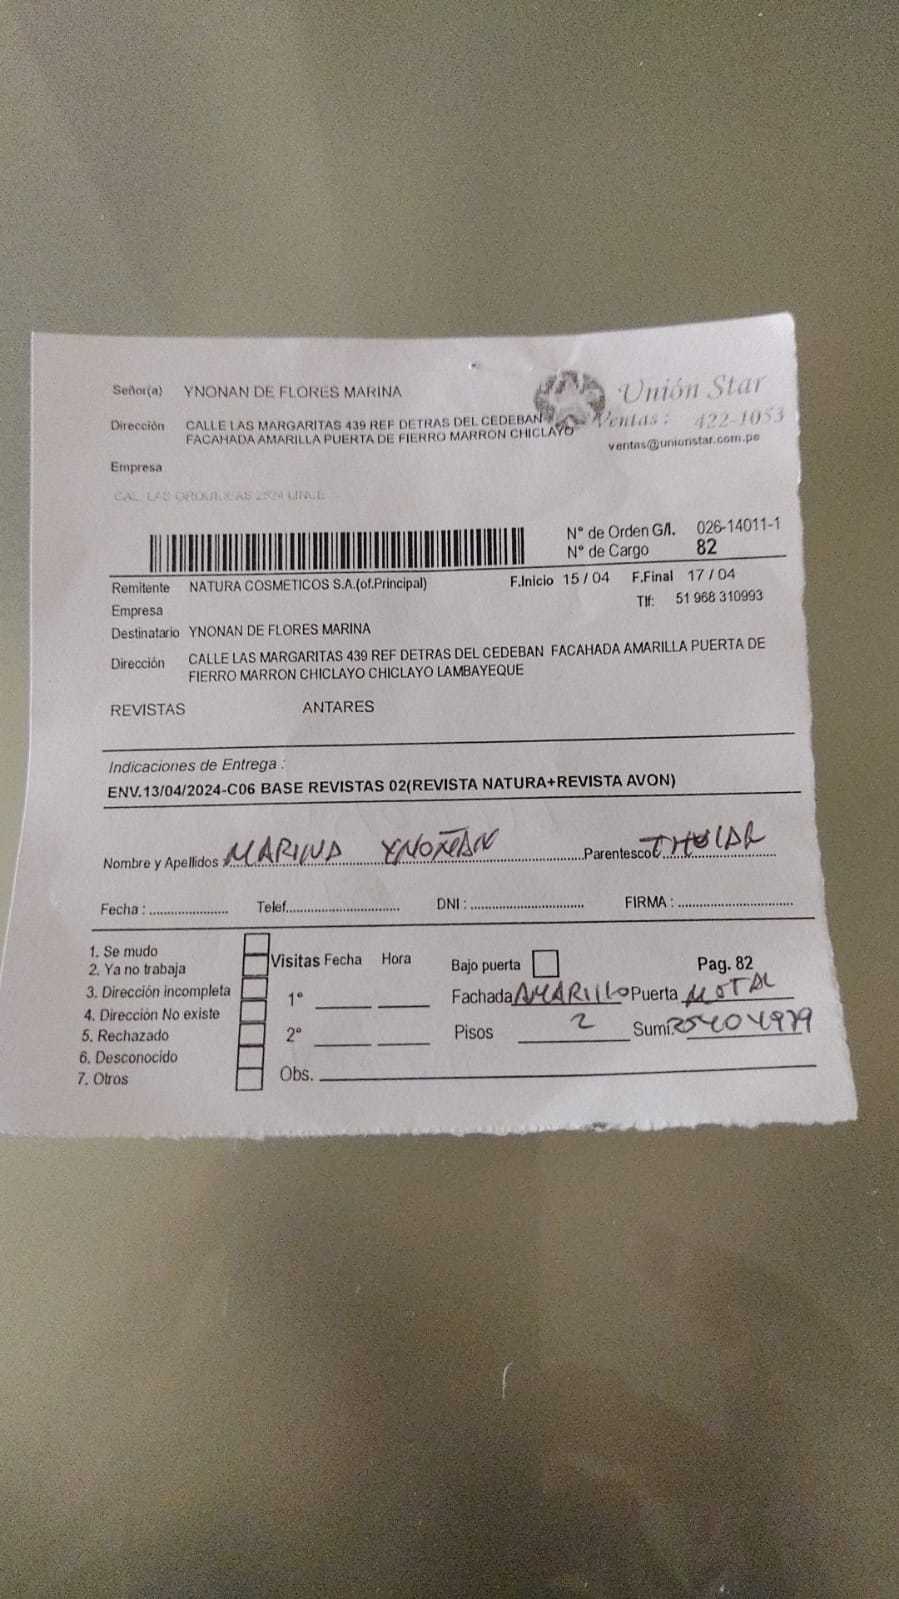 Señor(a) YNONAN DE FLORES MARINA
Unión Star
Dirección CALLE LAS MARGARITAS 439 REF DETRAS DEL CEDEBAN
FACAHADA AMARILLA PUERTA DE FIERRO MARRON CHICLAYO
Ventas: 422-1053
ventas@unionstar.com.pe
Empresa
CAL. LAS ORQUIDEAS LINCE
N° de Orden G/I. 026-14011-1
N° de Cargo 82
Remitente NATURA COSMETICOS S.A.(of.Principal) F.Inicio 15 / 04 F.Final 17 / 04
Empresa Tlf: 51 968 310993
Destinatario YNONAN DE FLORES MARINA
Dirección CALLE LAS MARGARITAS 439 REF DETRAS DEL CEDEBAN FACAHADA AMARILLA PUERTA DE
FIERRO MARRON CHICLAYO CHICLAYO LAMBAYEQUE
REVISTAS ANTARES
Indicaciones de Entrega :
ENV.13/04/2024-C06 BASE REVISTAS 02(REVISTA NATURA+REVISTA AVON)
Nombre y Apellidos MARINA YNOÑAN Parentesco TITULAR
Fecha : Telef. DNI : FIRMA :
1. Se mudo
2. Ya no trabaja
3. Dirección incompleta
4. Dirección No existe
5. Rechazado
6. Desconocido
7. Otros
Visitas Fecha Hora
1°
2°
Obs.
Bajo puerta Pag. 82
Fachada AMARILLO Puerta
Pisos 2 Sumi